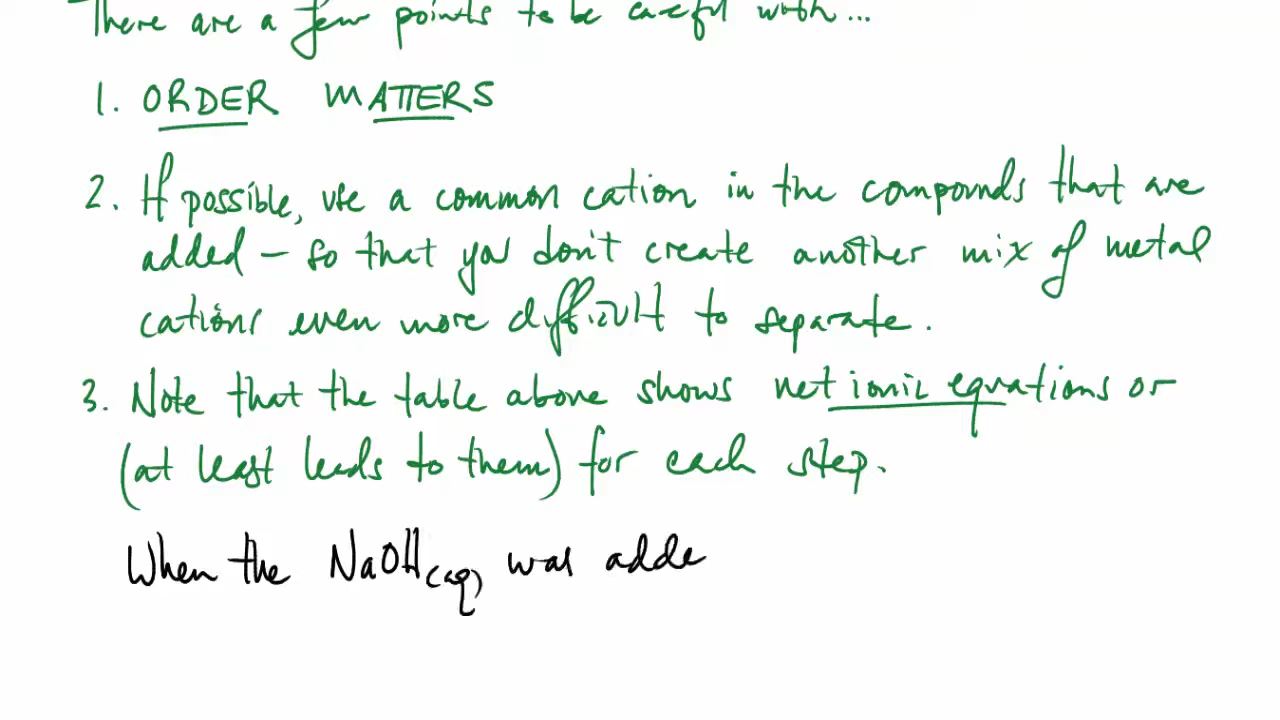 There are a few points to be careful with...
1. ORDER MATTERS
2. If possible, use a common cation in the compounds that are
added – so that you don't create another mix of metal
cations even more difficult to separate.
3. Note that the table above shows net ionic equations or
(at least leads to them) for each step.
When the NaOH(aq) was adde